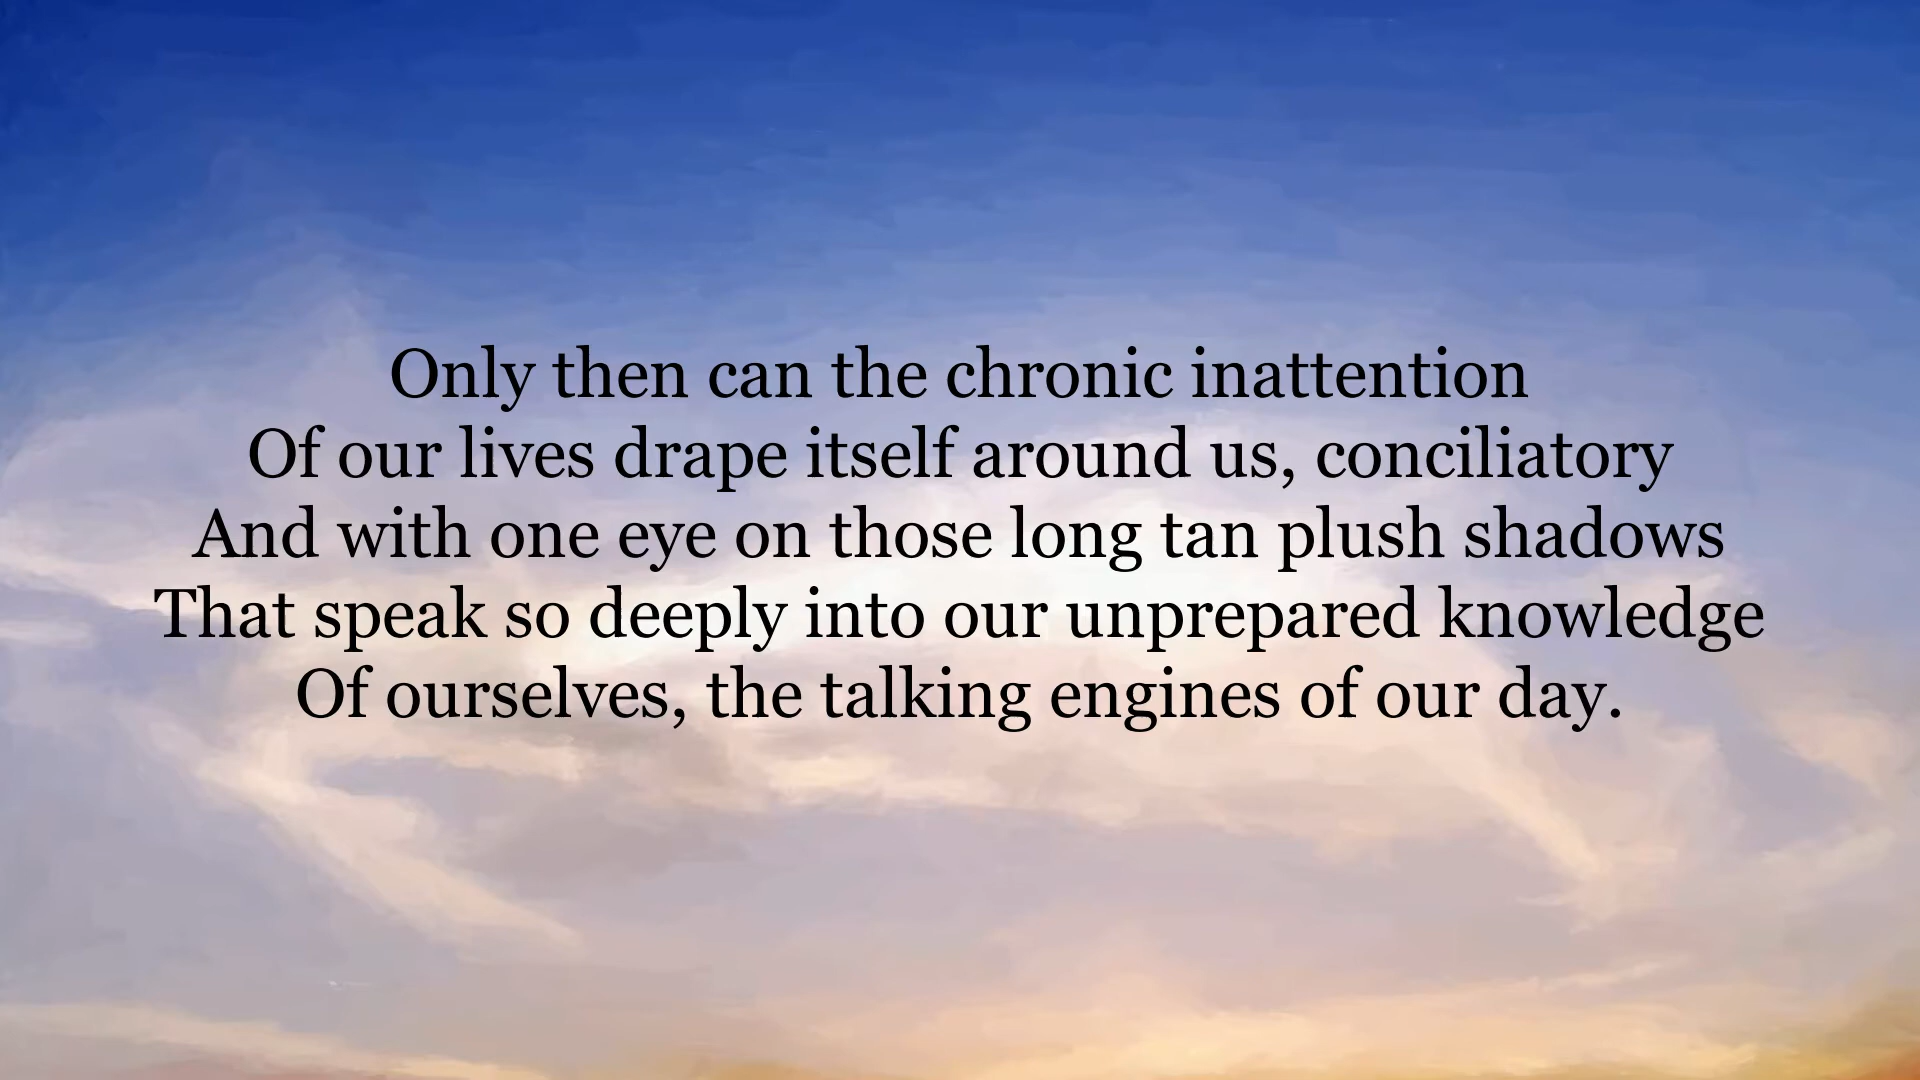 Only then can the chronic inattention
Of our lives drape itself around us, conciliatory
And with one eye on those long tan plush shadows
That speak so deeply into our unprepared knowledge
Of ourselves, the talking engines of our day.